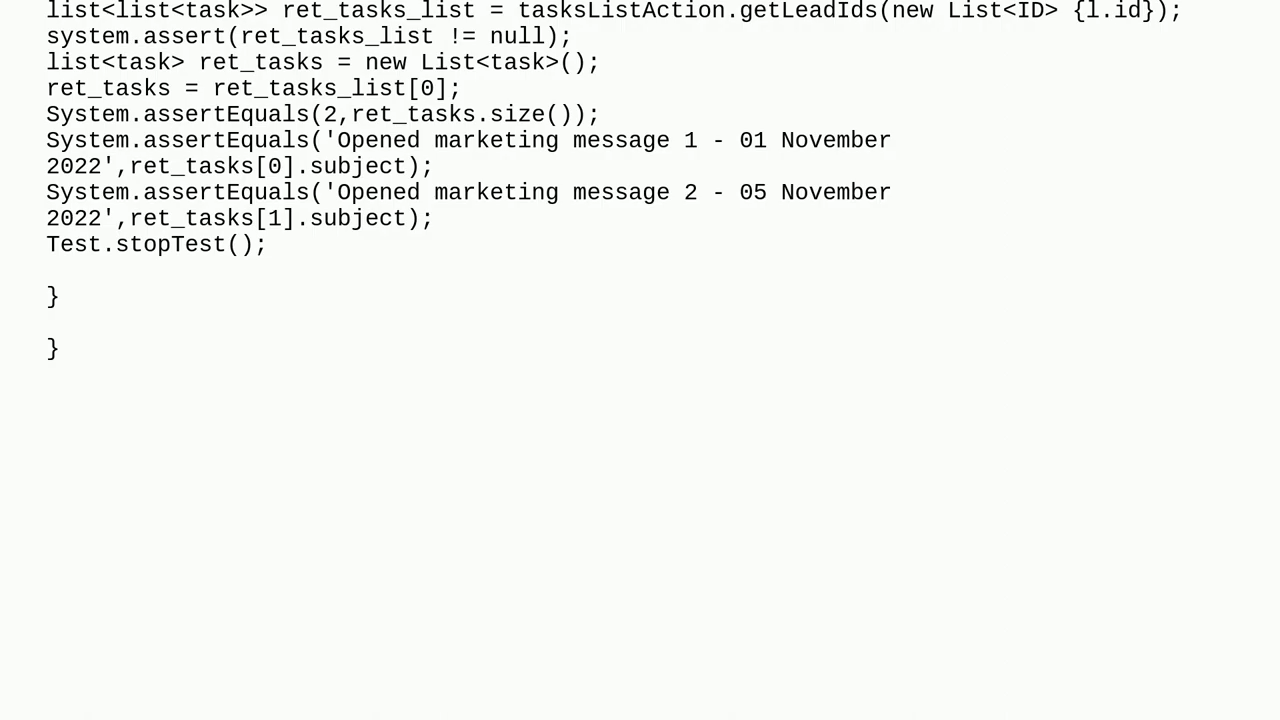 list<list<task>> ret_tasks_list = tasksListAction.getLeadIds(new List<ID> {l.id});
system.assert(ret_tasks_list != null);
list<task> ret_tasks = new List<task>();
ret_tasks = ret_tasks_list[0];
System.assertEquals(2,ret_tasks.size());
System.assertEquals('Opened marketing message 1 - 01 November
2022',ret_tasks[0].subject);
System.assertEquals('Opened marketing message 2 - 05 November
2022',ret_tasks[1].subject);
Test.stopTest();
}
}